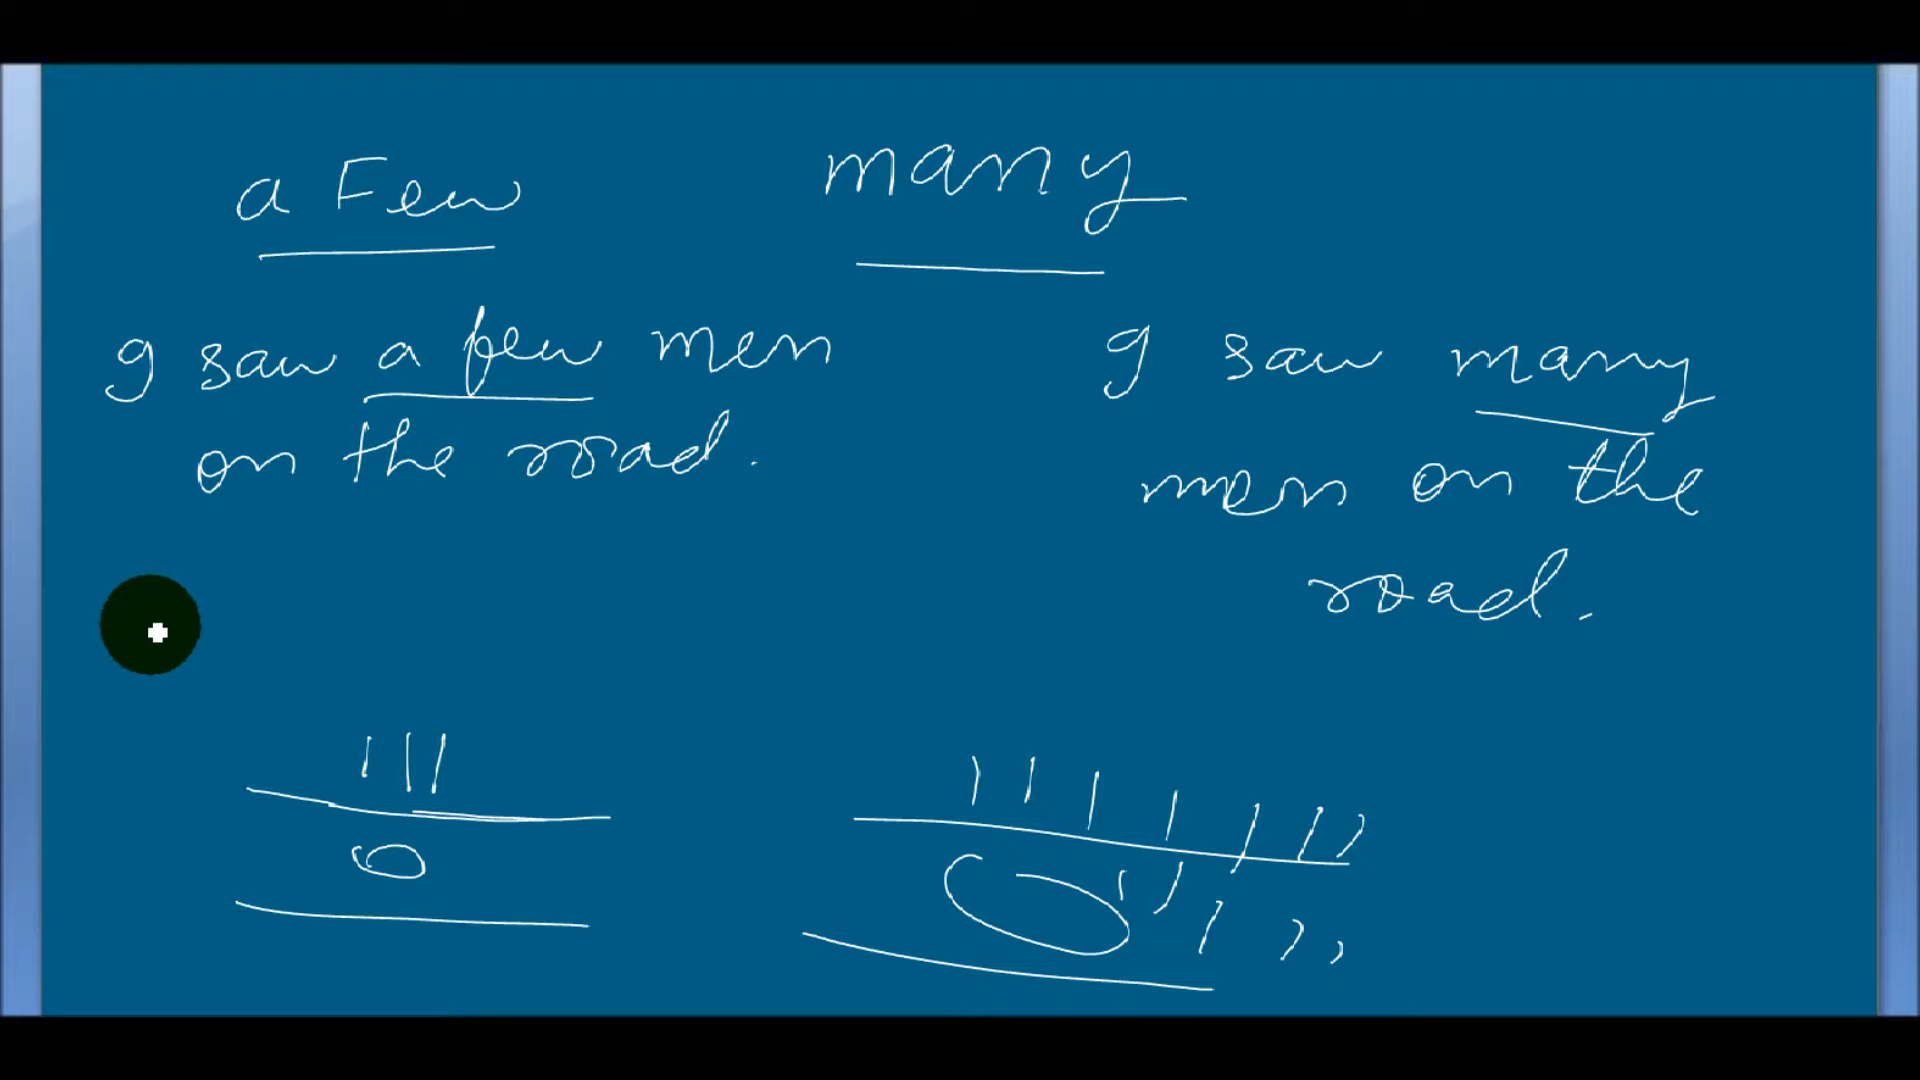 a Few many
I saw a few men
on the road.
I saw many
men on the
road.